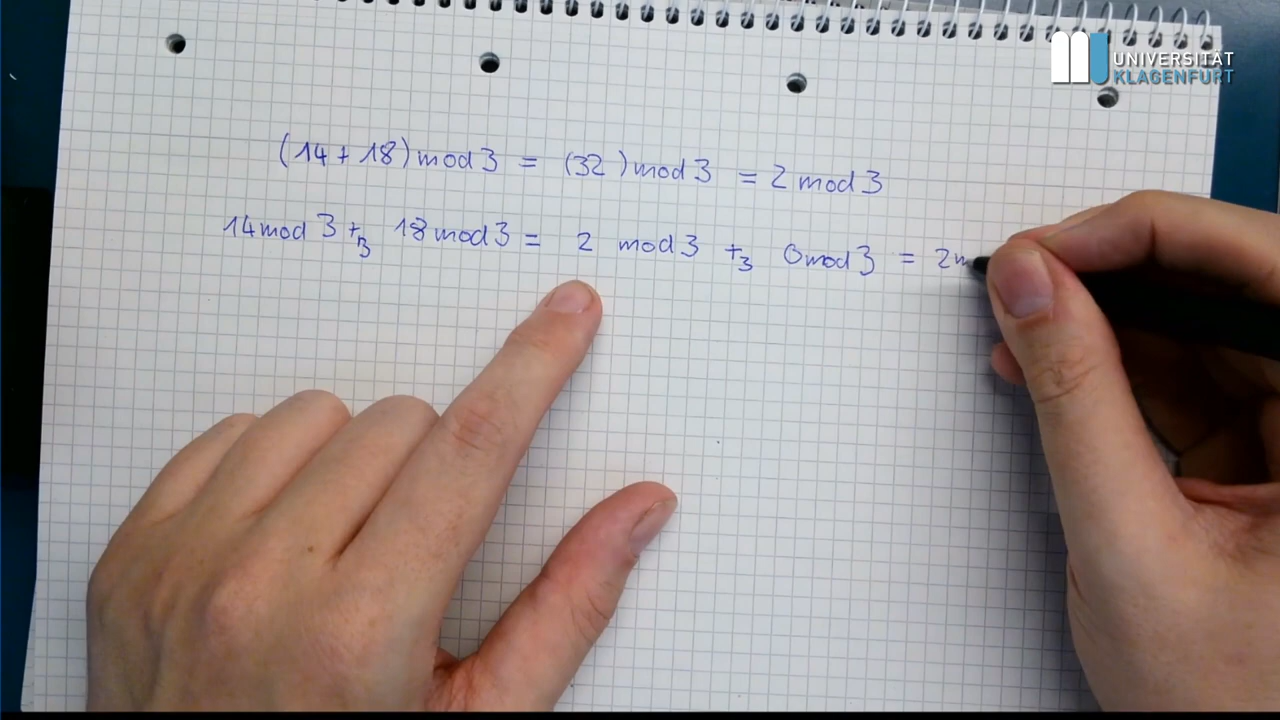 UNIVERSITÄT
KLAGENFURT
(14+18) mod 3 = (32) mod 3 = 2 mod 3
14 mod 3 +₃ 18 mod 3 = 2 mod 3 +₃ 0 mod 3 = 2 m